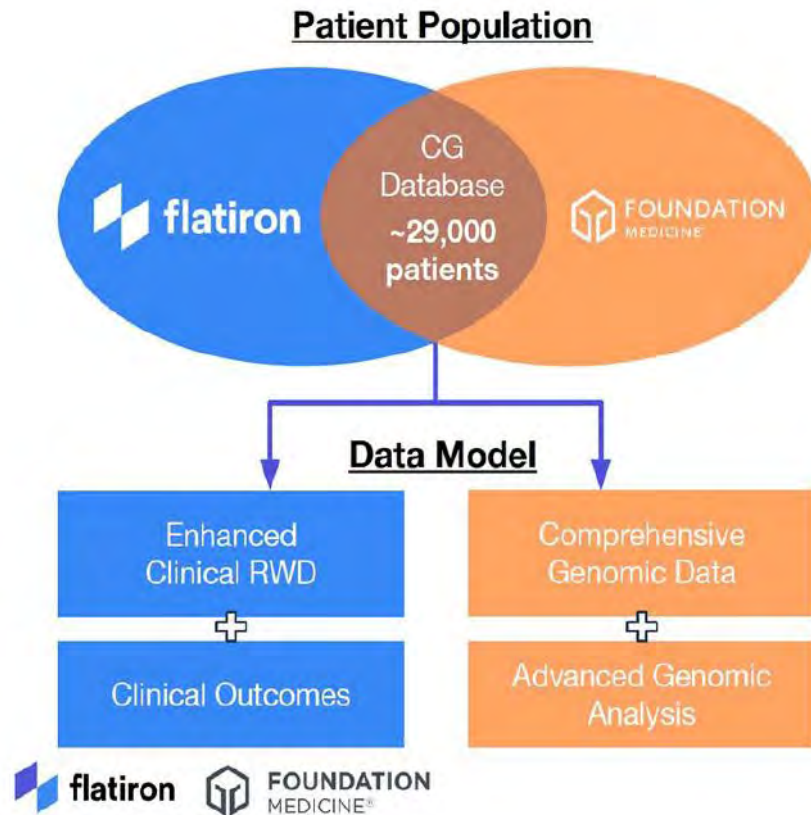 Patient Population
flatiron
CG
Database
~29,000
patients
FOUNDATION
MEDICINE
Data Model
Enhanced
Clinical RWD
Comprehensive
Genomic Data
Clinical Outcomes
Advanced Genomic
Analysis
flatiron
FOUNDATION
MEDICINE®